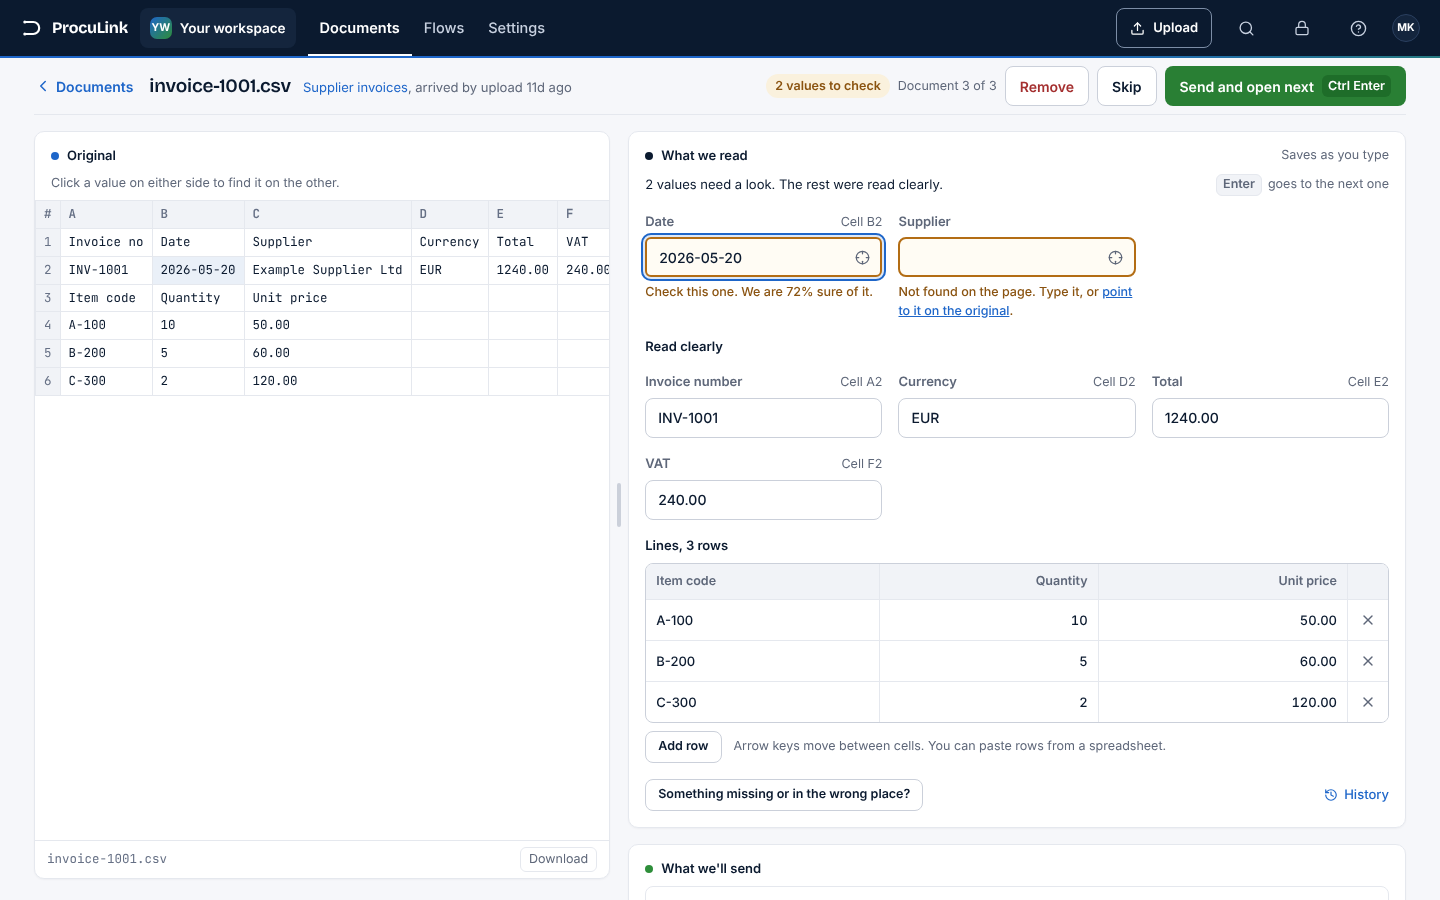 ProcuLink YW Your workspace Documents Flows Settings Upload MK
Documents invoice-1001.csv Supplier invoices, arrived by upload 11d ago 2 values to check Document 3 of 3 Remove Skip Send and open next Ctrl Enter
Original
Click a value on either side to find it on the other.
# A B C D E F
1 Invoice no Date Supplier Currency Total VAT
2 INV-1001 2026-05-20 Example Supplier Ltd EUR 1240.00 240.00
3 Item code Quantity Unit price
4 A-100 10 50.00
5 B-200 5 60.00
6 C-300 2 120.00
invoice-1001.csv Download
What we read Saves as you type
2 values need a look. The rest were read clearly. Enter goes to the next one
Date Cell B2 Supplier
2026-05-20
Check this one. We are 72% sure of it. Not found on the page. Type it, or point
to it on the original.
Read clearly
Invoice number Cell A2 Currency Cell D2 Total Cell E2
INV-1001 EUR 1240.00
VAT Cell F2
240.00
Lines, 3 rows
Item code Quantity Unit price
A-100 10 50.00
B-200 5 60.00
C-300 2 120.00
Add row Arrow keys move between cells. You can paste rows from a spreadsheet.
Something missing or in the wrong place? History
What we'll send